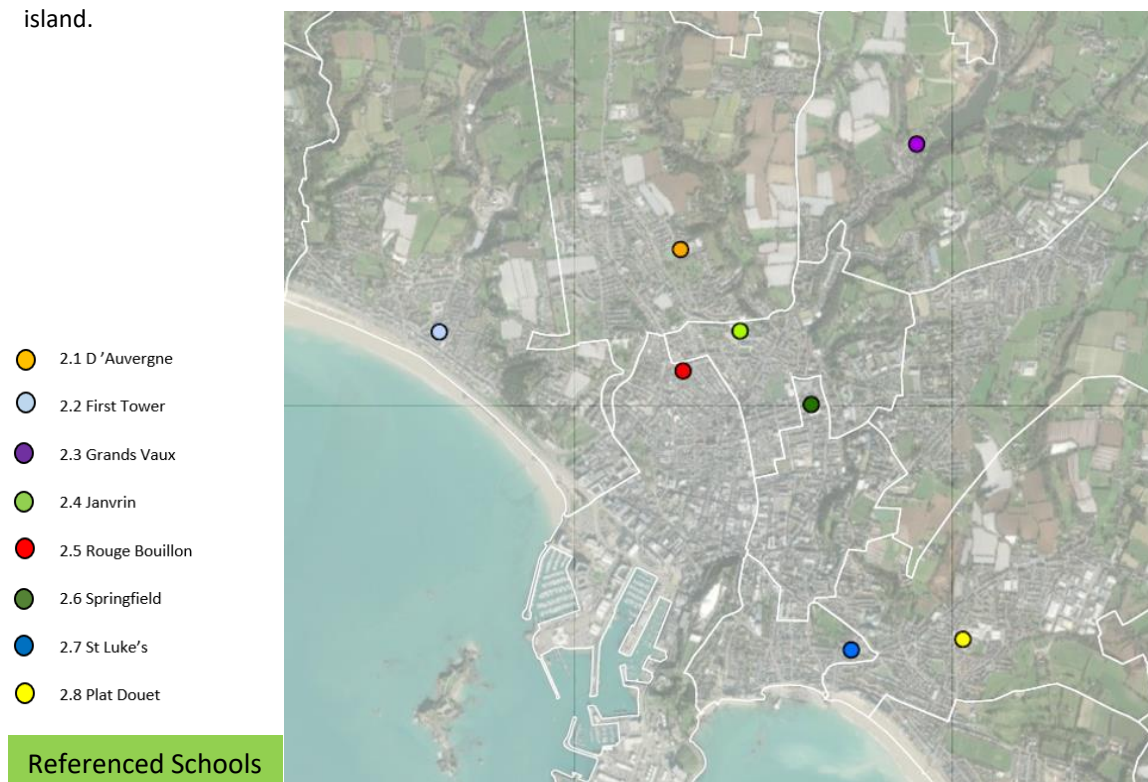 island.
2.1 D ’Auvergne
2.2 First Tower
2.3 Grands Vaux
2.4 Janvrin
2.5 Rouge Bouillon
2.6 Springfield
2.7 St Luke's
2.8 Plat Douet
Referenced Schools